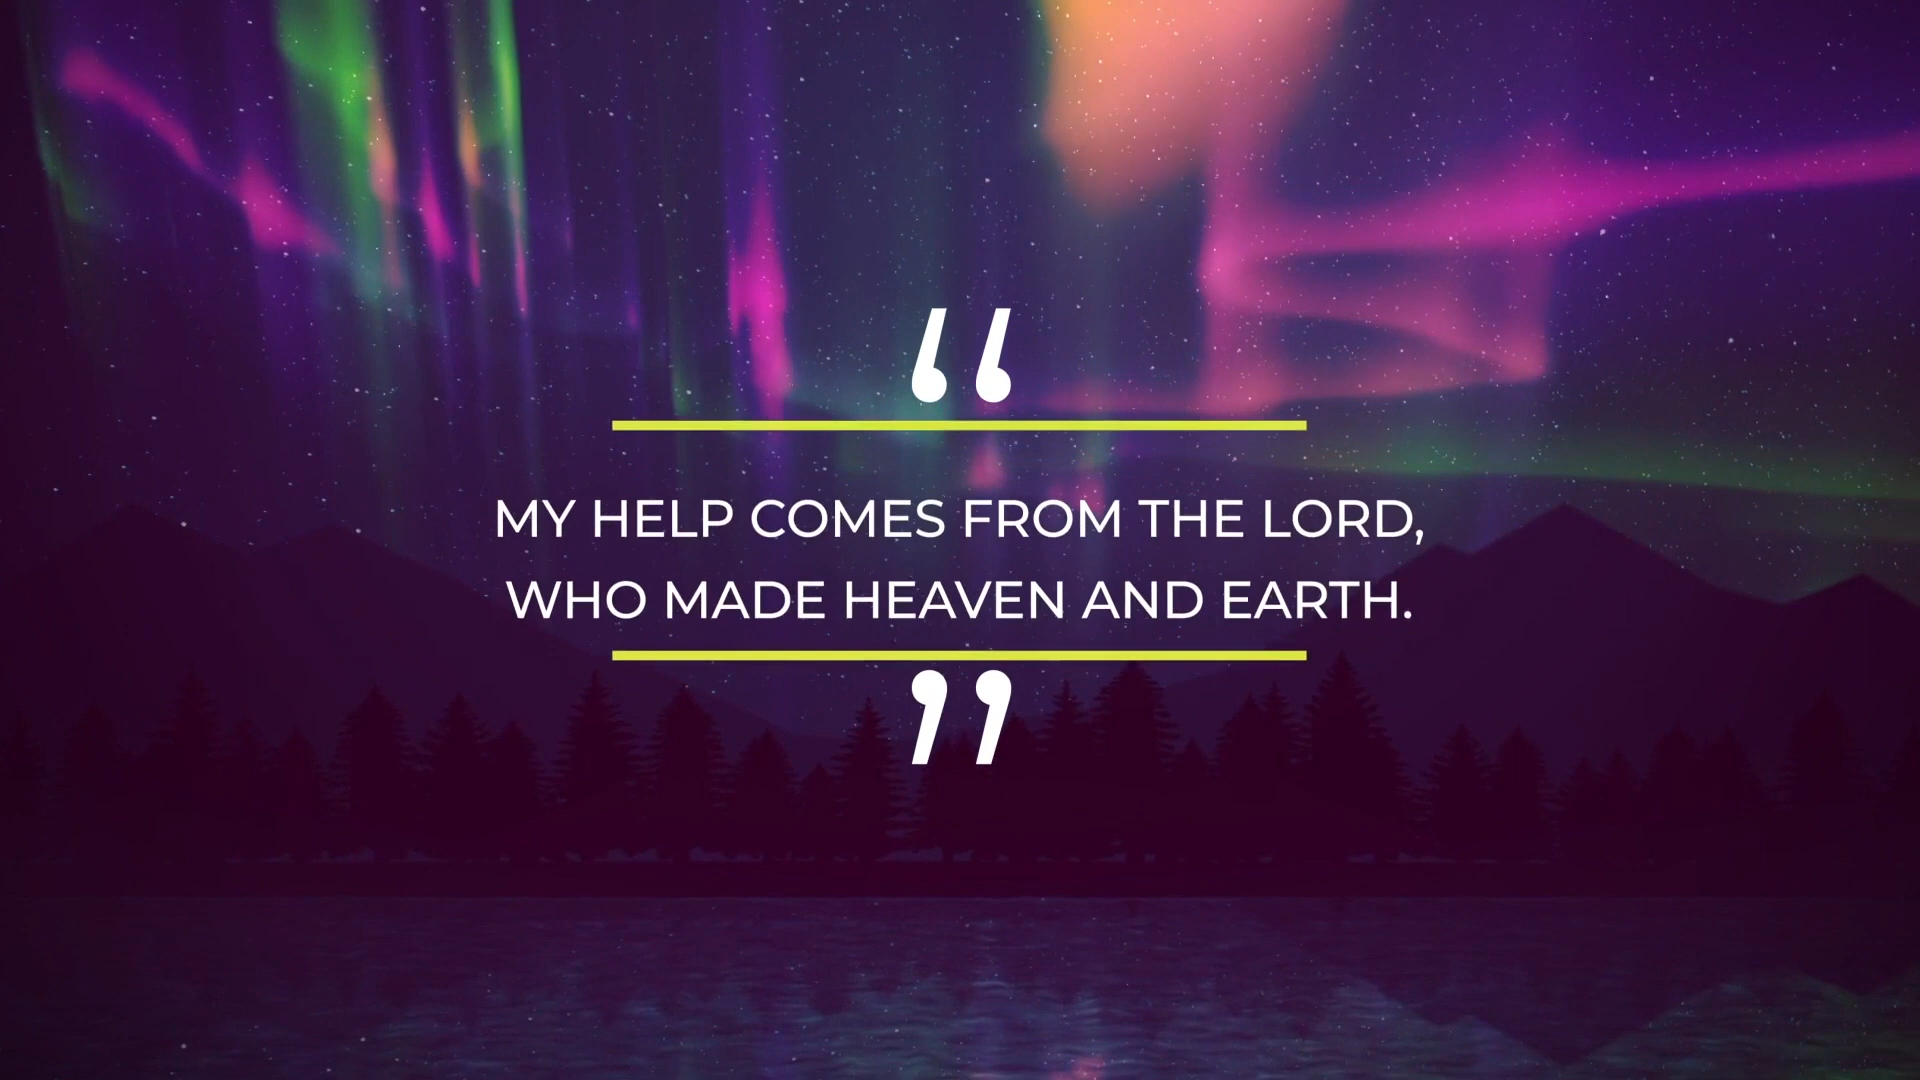 “
MY HELP COMES FROM THE LORD,
WHO MADE HEAVEN AND EARTH.
”